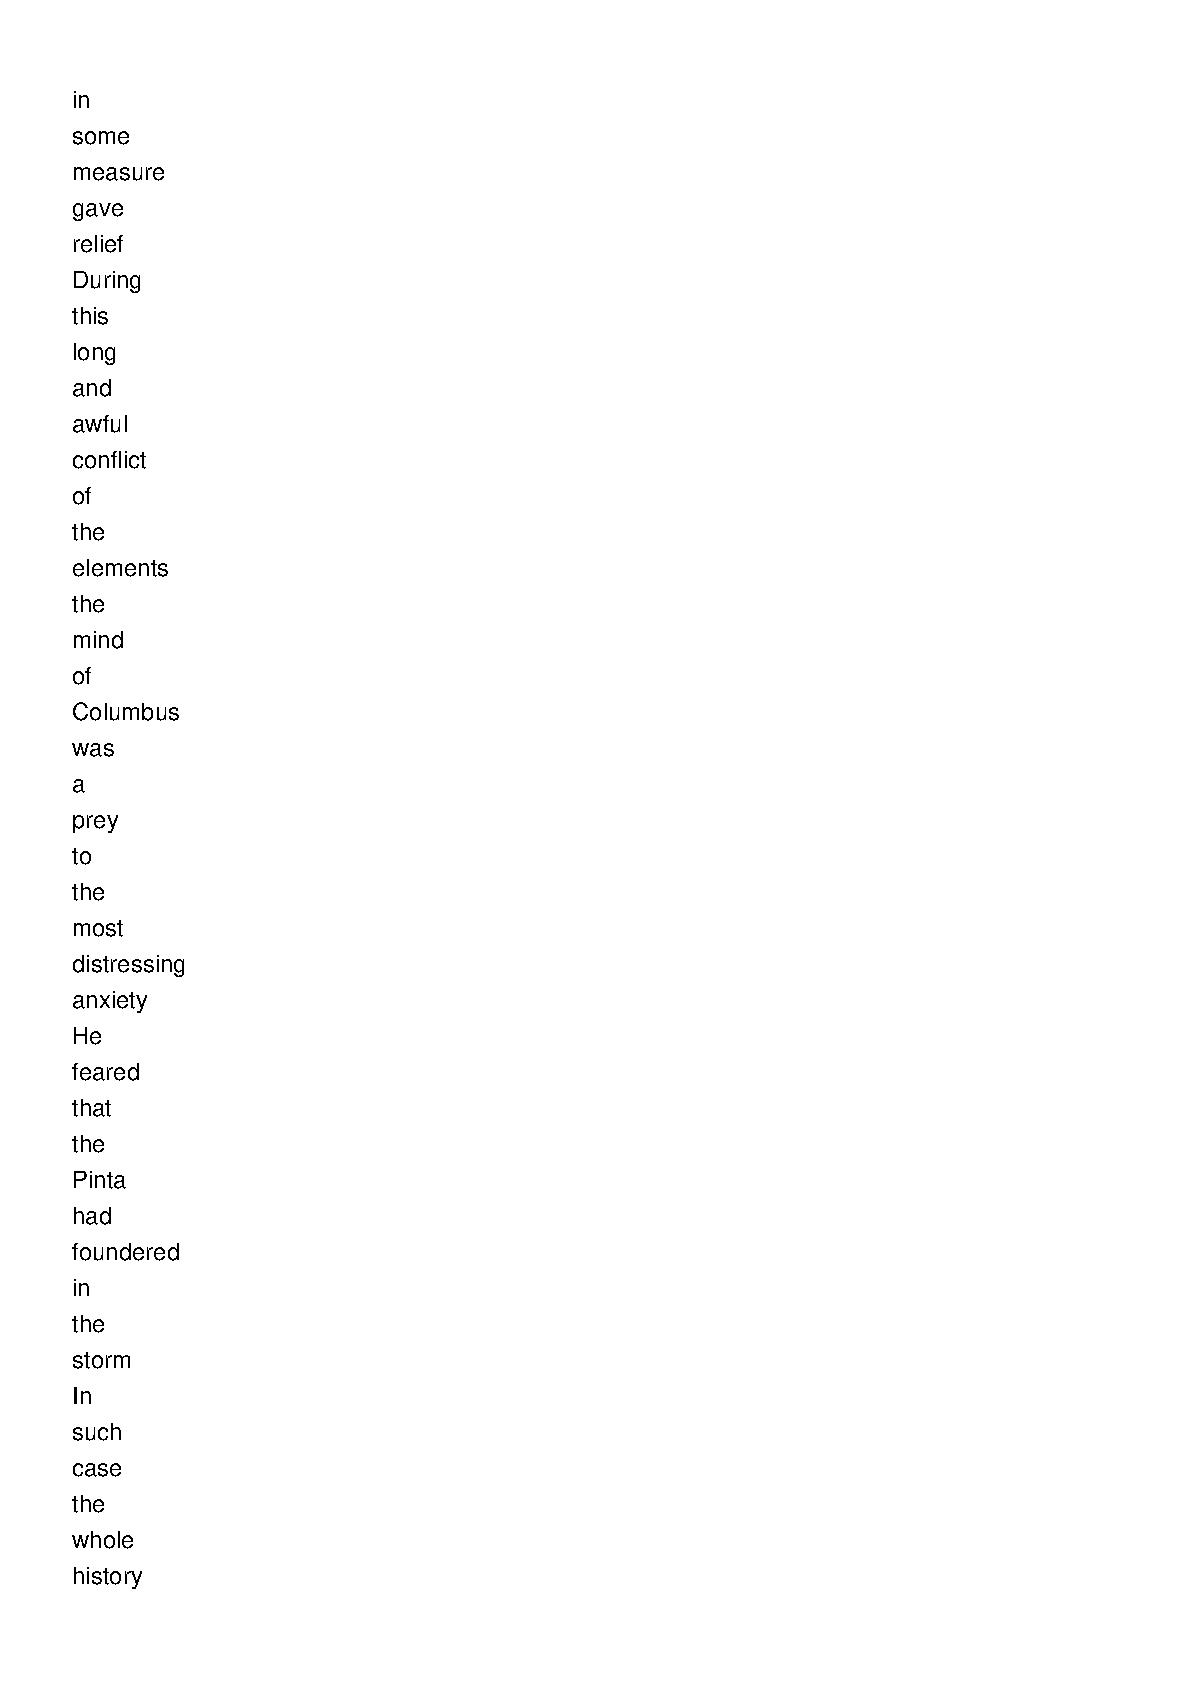 in
some
measure
gave
relief
During
this
long
and
awful
conflict
of
the
elements
the
mind
of
Columbus
was
a
prey
to
the
most
distressing
anxiety
He
feared
that
the
Pinta
had
foundered
in
the
storm
In
such
case
the
whole
history